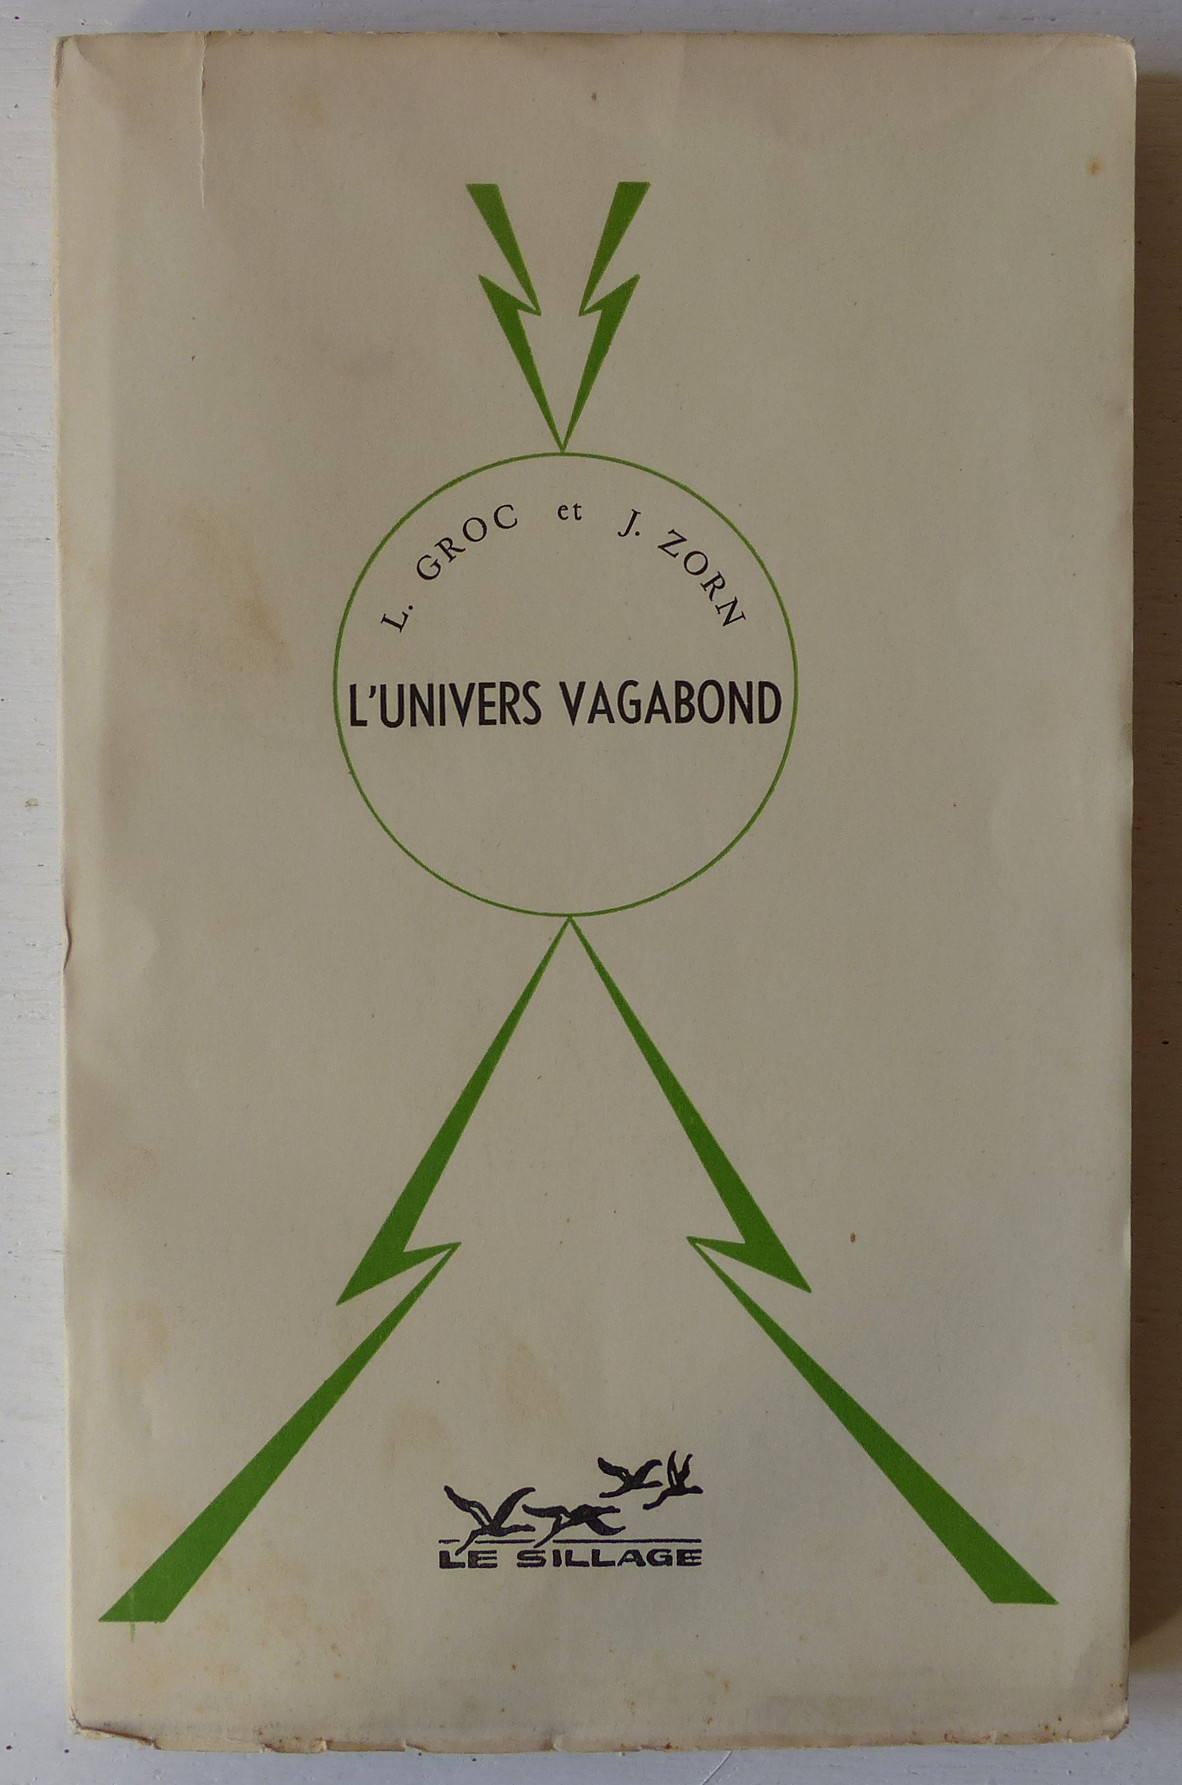 L. GROC et J. ZORN
L'UNIVERS VAGABOND
LE SILLAGE